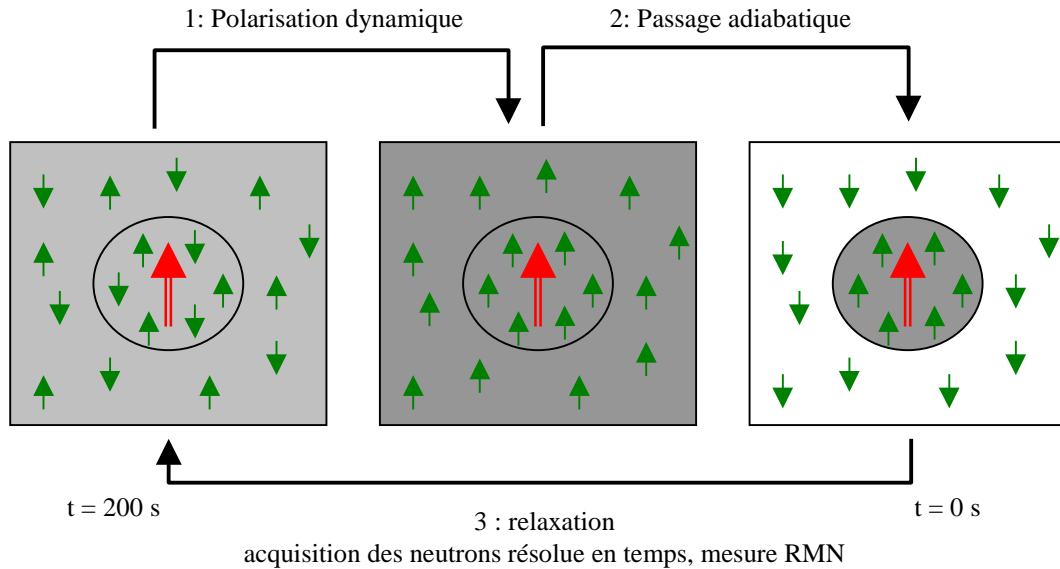 1: Polarisation dynamique
2: Passage adiabatique
t = 200 s
t = 0 s
3 : relaxation
acquisition des neutrons résolue en temps, mesure RMN